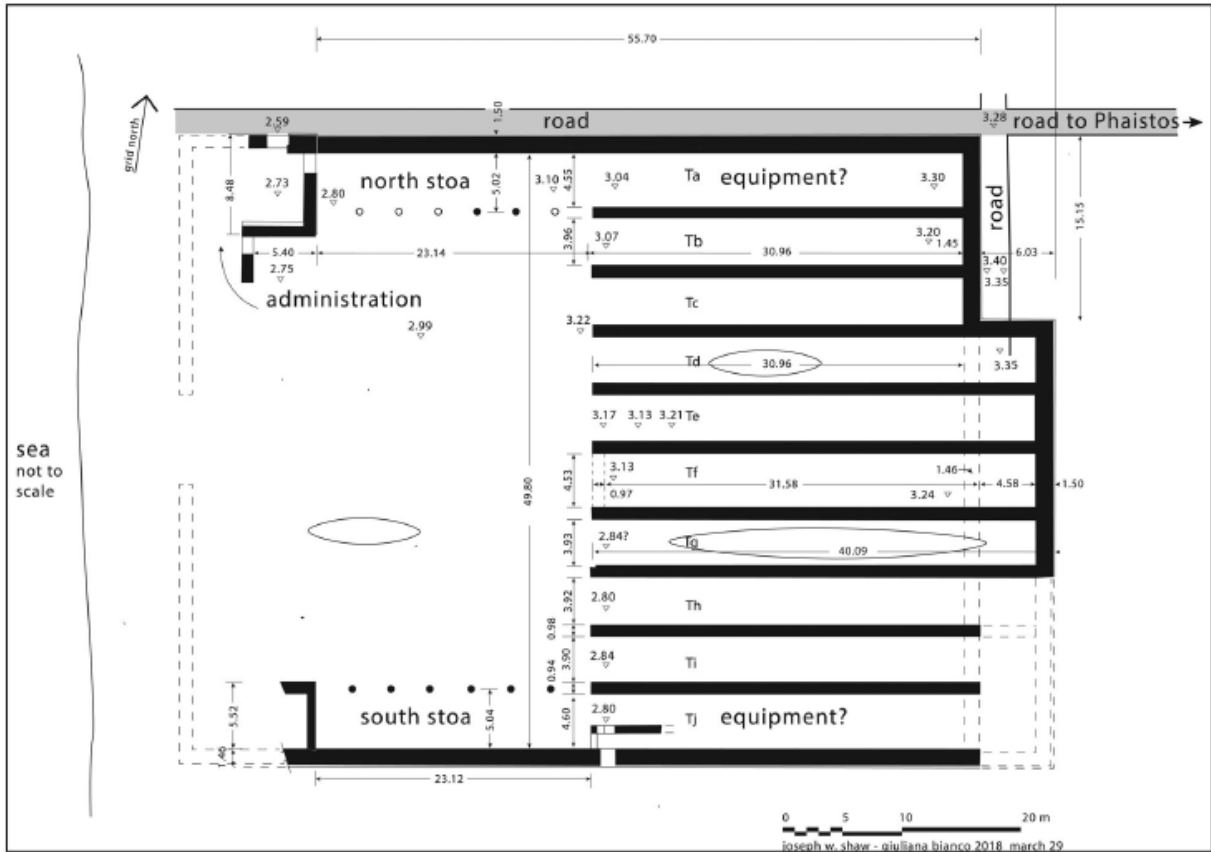 55.70
grid north
2.59
1.50
road
3.28
road to Phaistos
8.48
2.73
2.80
north stoa
5.02
3.10
4.55
3.04
Ta
equipment?
3.30
road
15.15
3.96
3.07
Tb
3.20
1.45
5.40
23.14
30.96
6.03
2.75
3.40
3.35
administration
Tc
2.99
3.22
Td
30.96
3.35
3.17
3.13
3.21
Te
sea
not to
scale
49.80
4.53
3.13
Tf
1.46
0.97
31.58
3.24
4.58
1.50
3.93
2.84?
Tg
40.09
3.92
2.80
Th
0.98
3.90
2.84
Ti
0.94
5.52
south stoa
5.04
4.60
2.80
Tj
equipment?
1.46
23.12
0
5
10
20 m
joseph w. shaw - giuliana bianco 2018 march 29